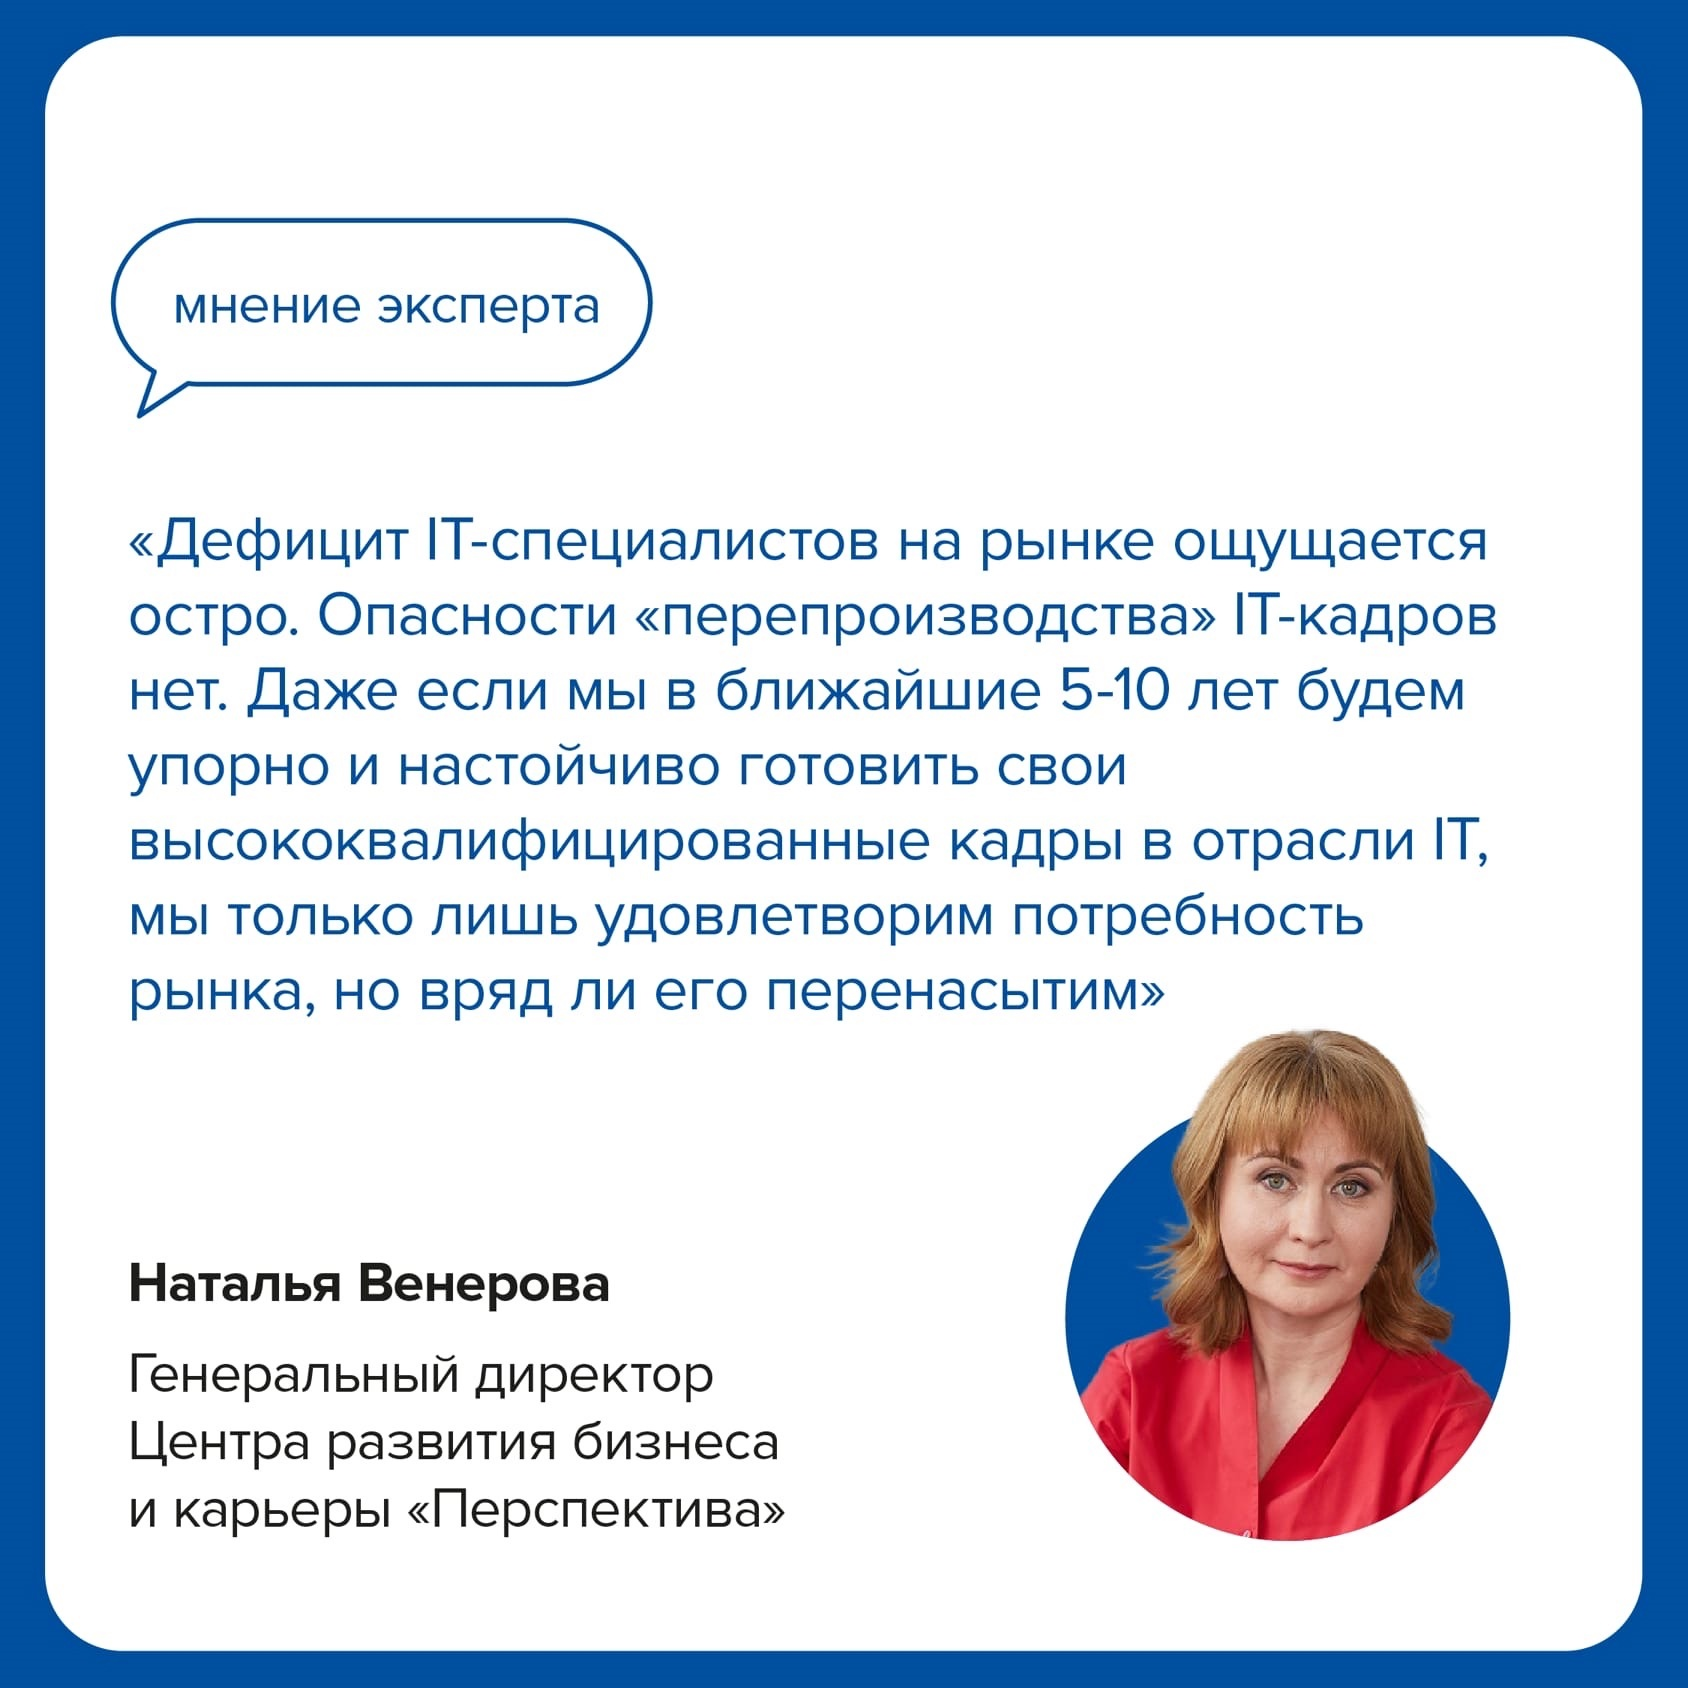 мнение эксперта
«Дефицит IT-специалистов на рынке ощущается
остро. Опасности «перепроизводства» IT-кадров
нет. Даже если мы в ближайшие 5-10 лет будем
упорно и настойчиво готовить свои
высококвалифицированные кадры в отрасли IT,
мы только лишь удовлетворим потребность
рынка, но вряд ли его перенасытим»
Наталья Венерова
Генеральный директор
Центра развития бизнеса
и карьеры «Перспектива»